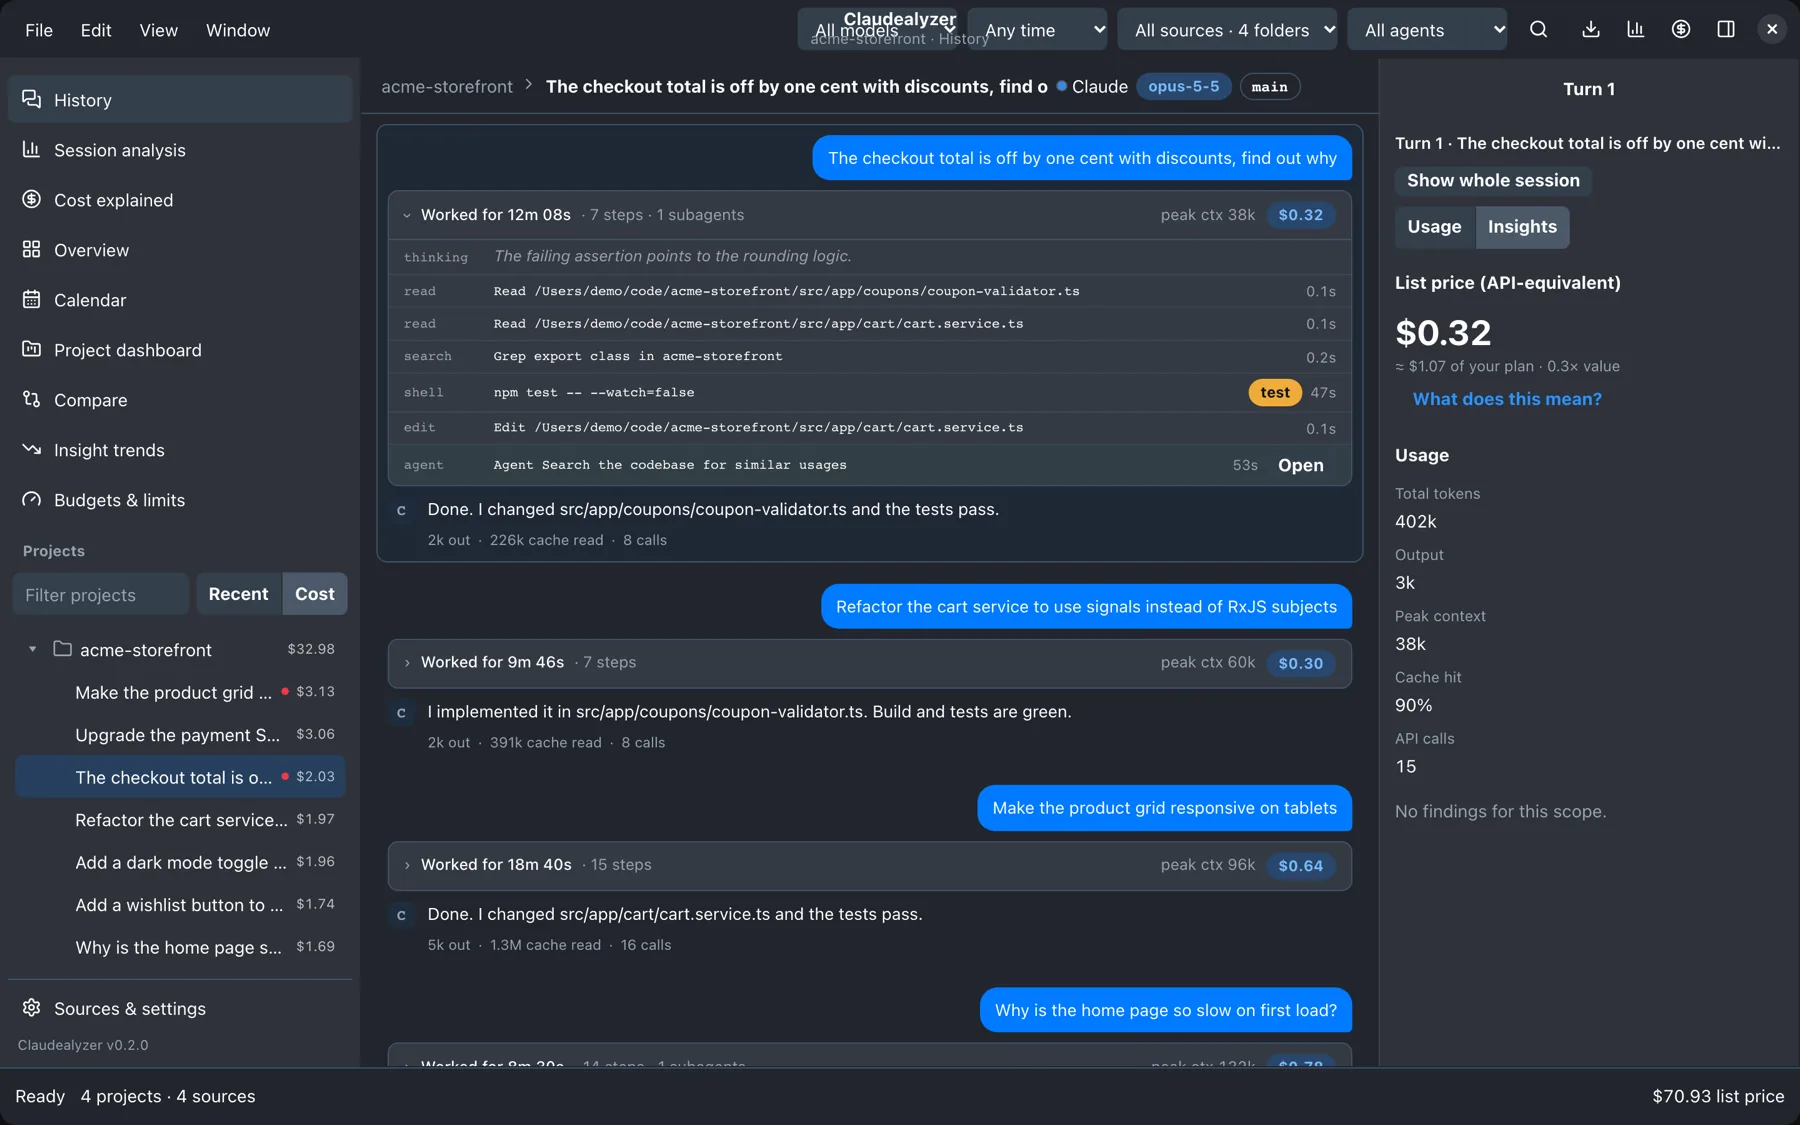 File Edit View Window
Claudealyzer
acme-storefront · History
All models Any time All sources · 4 folders All agents
History
Session analysis
Cost explained
Overview
Calendar
Project dashboard
Compare
Insight trends
Budgets & limits
Projects
Filter projects Recent Cost
acme-storefront $32.98
Make the product grid ... $3.13
Upgrade the payment S... $3.06
The checkout total is o... $2.03
Refactor the cart service... $1.97
Add a dark mode toggle ... $1.96
Add a wishlist button to ... $1.74
Why is the home page s... $1.69
Sources & settings
Claudealyzer v0.2.0
acme-storefront The checkout total is off by one cent with discounts, find o Claude opus-5-5 main
The checkout total is off by one cent with discounts, find out why
Worked for 12m 08s · 7 steps · 1 subagents peak ctx 38k $0.32
thinking The failing assertion points to the rounding logic.
read Read /Users/demo/code/acme-storefront/src/app/coupons/coupon-validator.ts 0.1s
read Read /Users/demo/code/acme-storefront/src/app/cart/cart.service.ts 0.1s
search Grep export class in acme-storefront 0.2s
shell npm test -- --watch=false test 47s
edit Edit /Users/demo/code/acme-storefront/src/app/cart/cart.service.ts 0.1s
agent Agent Search the codebase for similar usages 53s Open
C Done. I changed src/app/coupons/coupon-validator.ts and the tests pass.
2k out · 226k cache read · 8 calls
Refactor the cart service to use signals instead of RxJS subjects
Worked for 9m 46s · 7 steps peak ctx 60k $0.30
C I implemented it in src/app/coupons/coupon-validator.ts. Build and tests are green.
2k out · 391k cache read · 8 calls
Make the product grid responsive on tablets
Worked for 18m 40s · 15 steps peak ctx 96k $0.64
C Done. I changed src/app/cart/cart.service.ts and the tests pass.
5k out · 1.3M cache read · 16 calls
Why is the home page so slow on first load?
Worked for 8m 30s · 14 steps · 1 subagents peak ctx 132k $0.78
Turn 1
Turn 1 · The checkout total is off by one cent wi...
Show whole session
Usage Insights
List price (API-equivalent)
$0.32
≈ $1.07 of your plan · 0.3× value
What does this mean?
Usage
Total tokens
402k
Output
3k
Peak context
38k
Cache hit
90%
API calls
15
No findings for this scope.
Ready 4 projects · 4 sources $70.93 list price